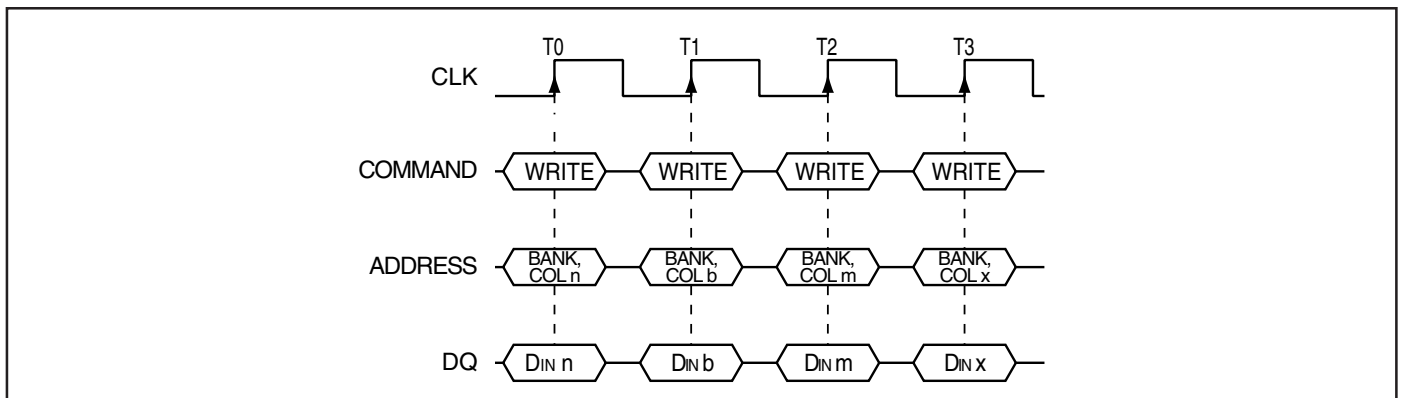 T0 T1 T2 T3
CLK
COMMAND WRITE WRITE WRITE WRITE
ADDRESS BANK, COL n BANK, COL b BANK, COL m BANK, COL x
DQ DIN n DIN b DIN m DIN x